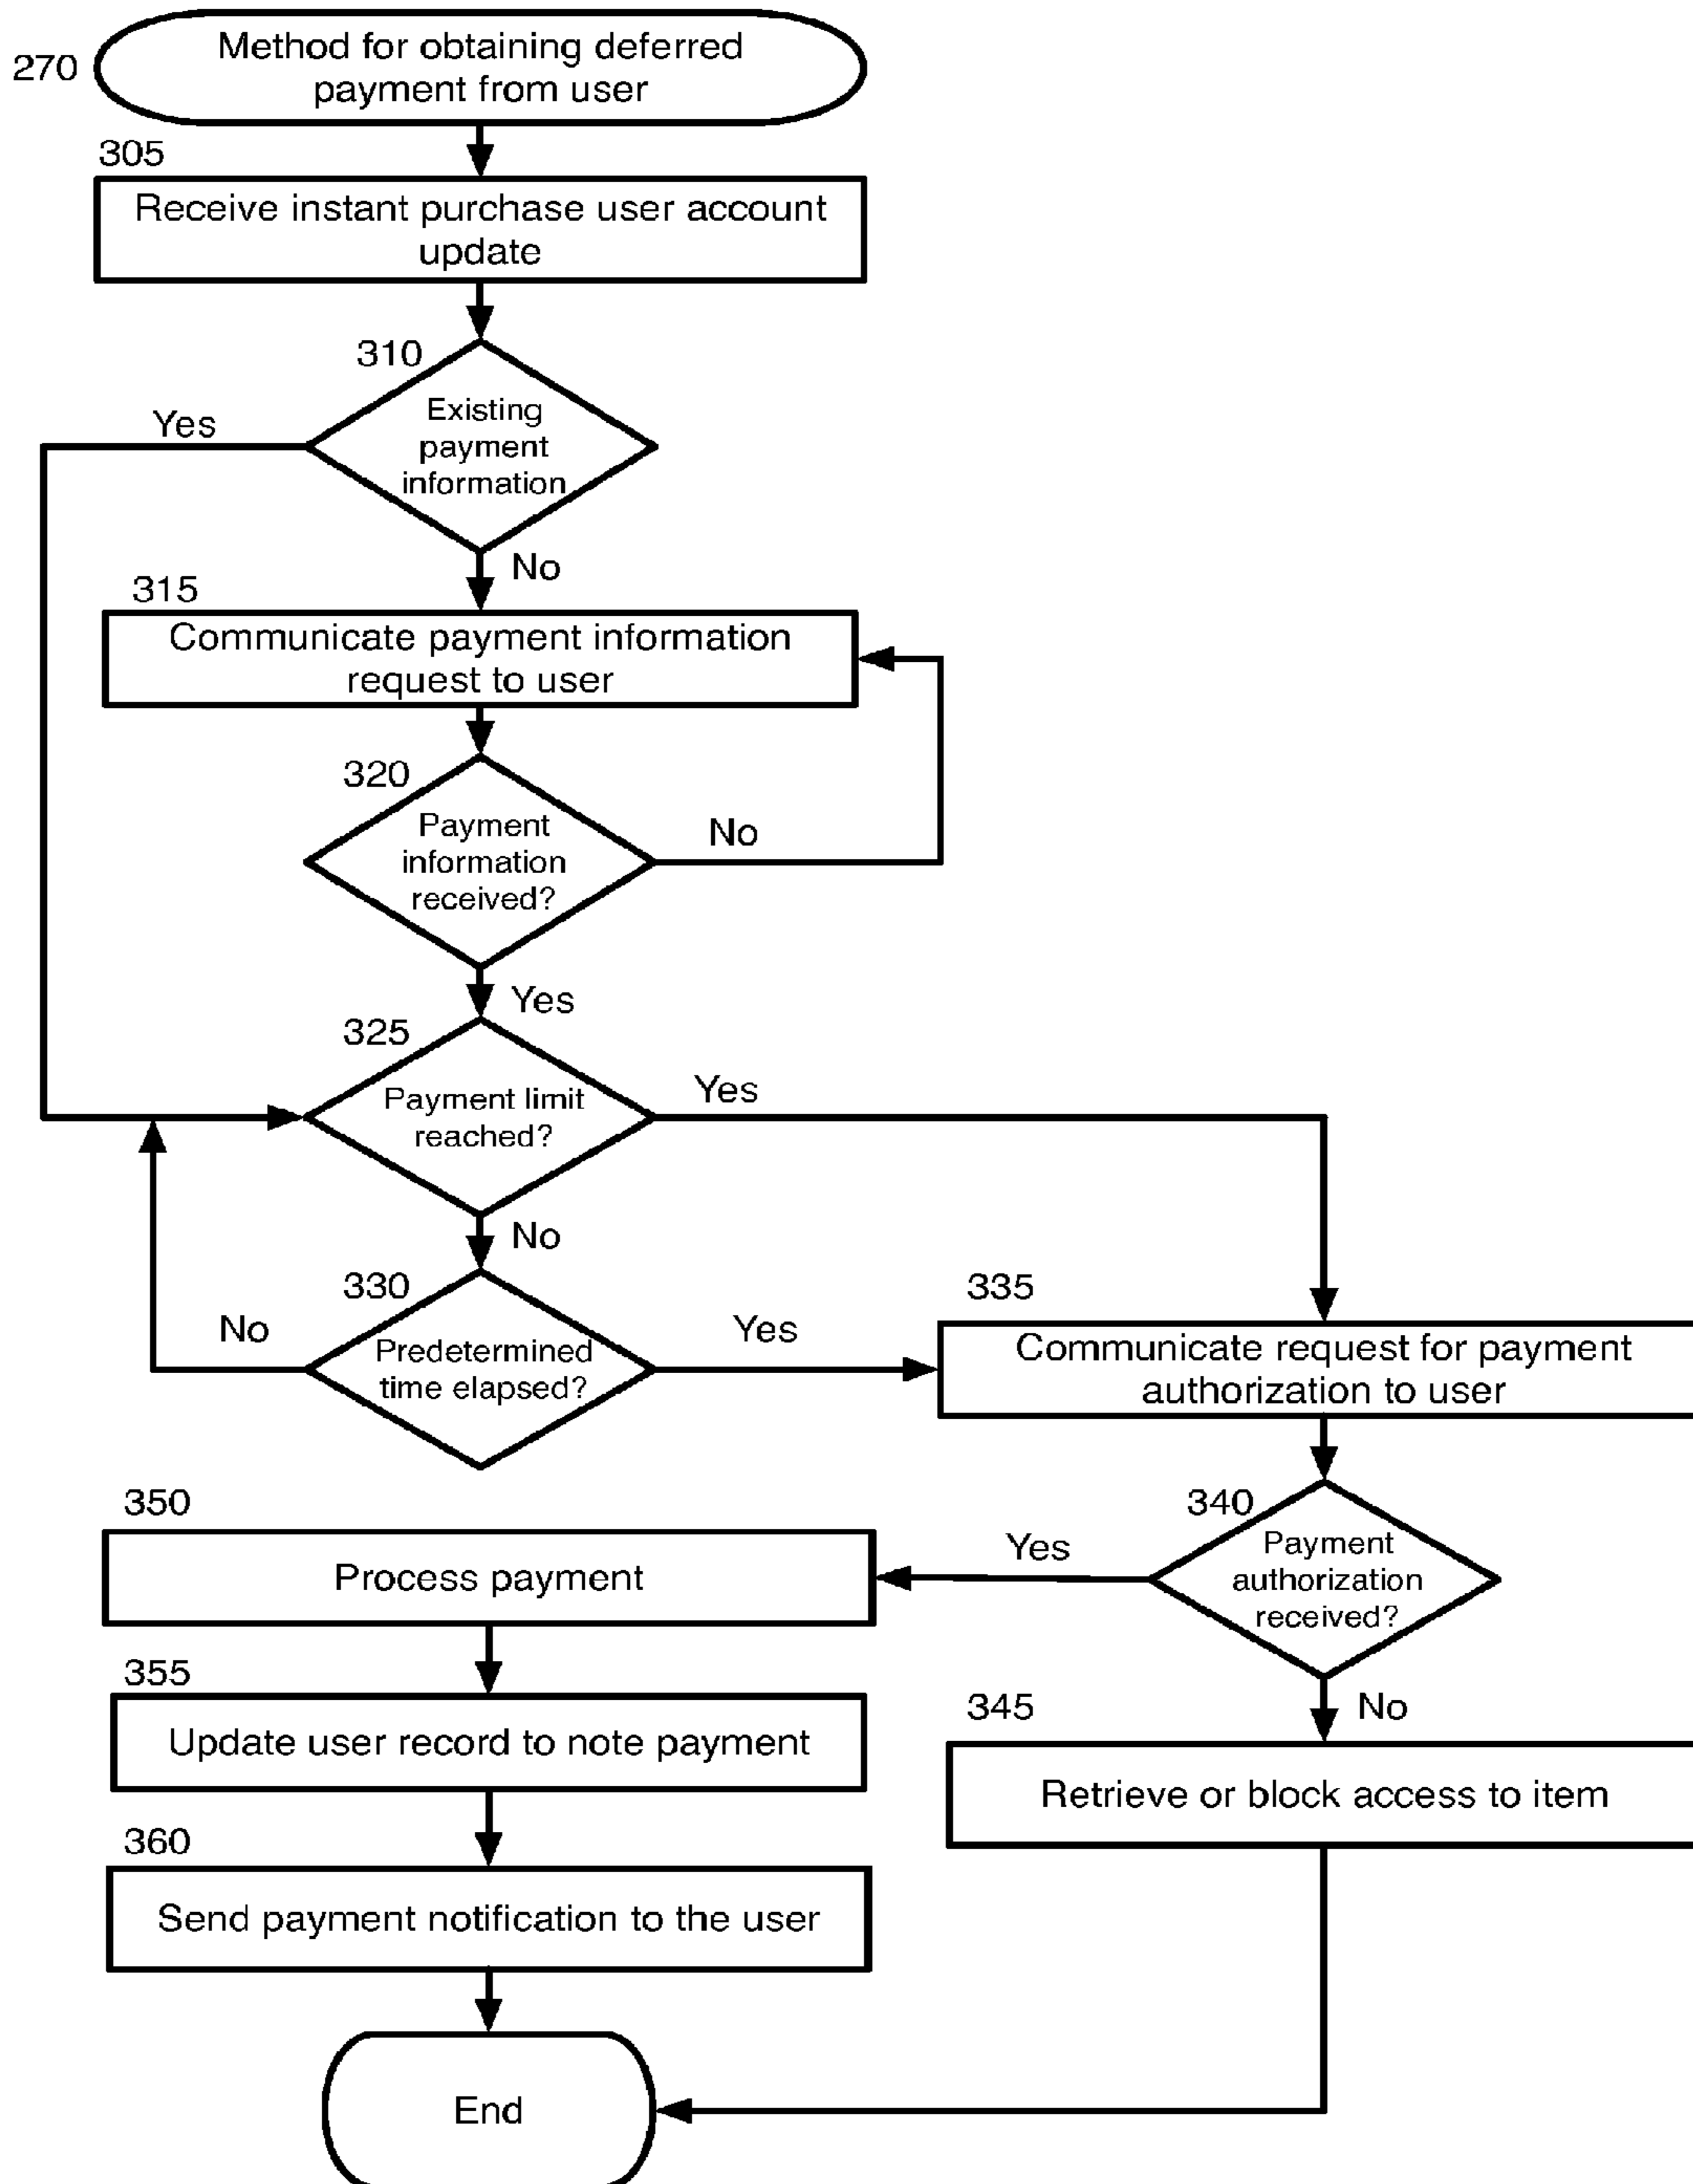 270
Method for obtaining deferred
payment from user
305
Receive instant purchase user account
update
310
Existing
payment
information
Yes
No
315
Communicate payment information
request to user
320
Payment
information
received?
No
Yes
325
Payment limit
reached?
Yes
No
330
Predetermined
time elapsed?
No
Yes
335
Communicate request for payment
authorization to user
340
Payment
authorization
received?
Yes
No
345
Retrieve or block access to item
350
Process payment
355
Update user record to note payment
360
Send payment notification to the user
End